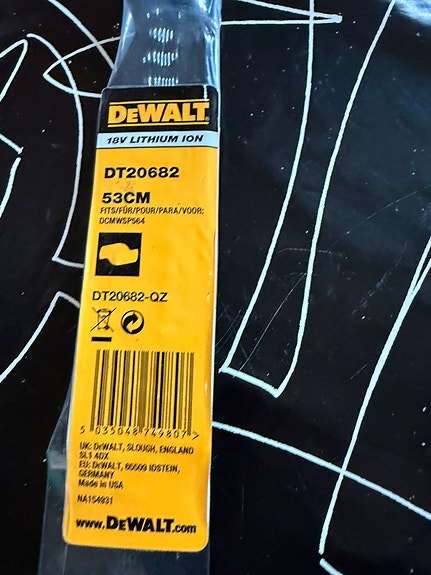 DEWALT
18V LITHIUM ION
DT20682
53CM
FITS/FÜR/POUR/PARA/VOOR:
DCMWSP564
DT20682-QZ
5 035048 749807 >
UK: DeWALT, SLOUGH, ENGLAND
SL1 4DX
EU: DeWALT, 65509 IDSTEIN,
GERMANY
Made in USA
NA154931
www.DEWALT.com